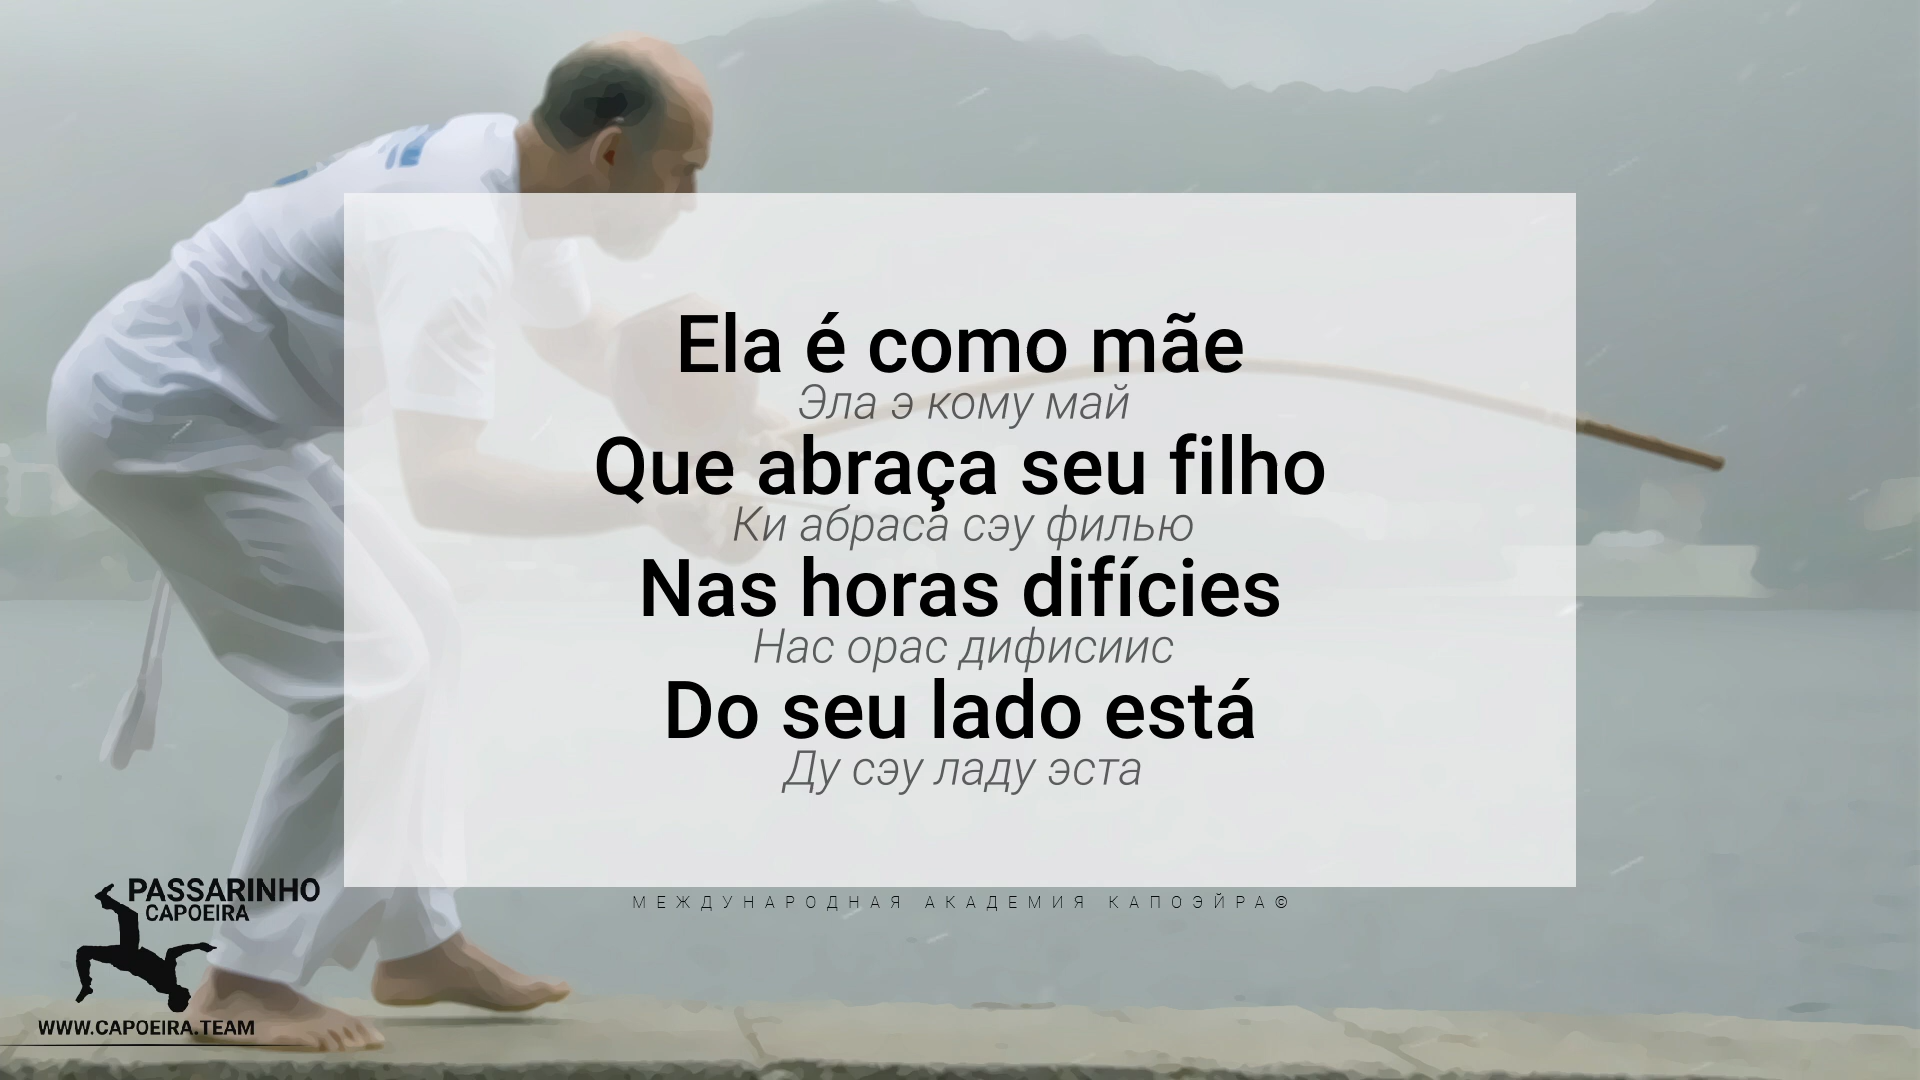 Ela é como mãe
Эла э кому май
Que abraça seu filho
Ки абраса сэу филью
Nas horas difícies
Нас орас дифисиис
Do seu lado está
Ду сэу ладу эста
МЕЖДУНАРОДНАЯ АКАДЕМИЯ КАПОЭЙРА©
PASSARINHO
CAPOEIRA
WWW.CAPOEIRA.TEAM